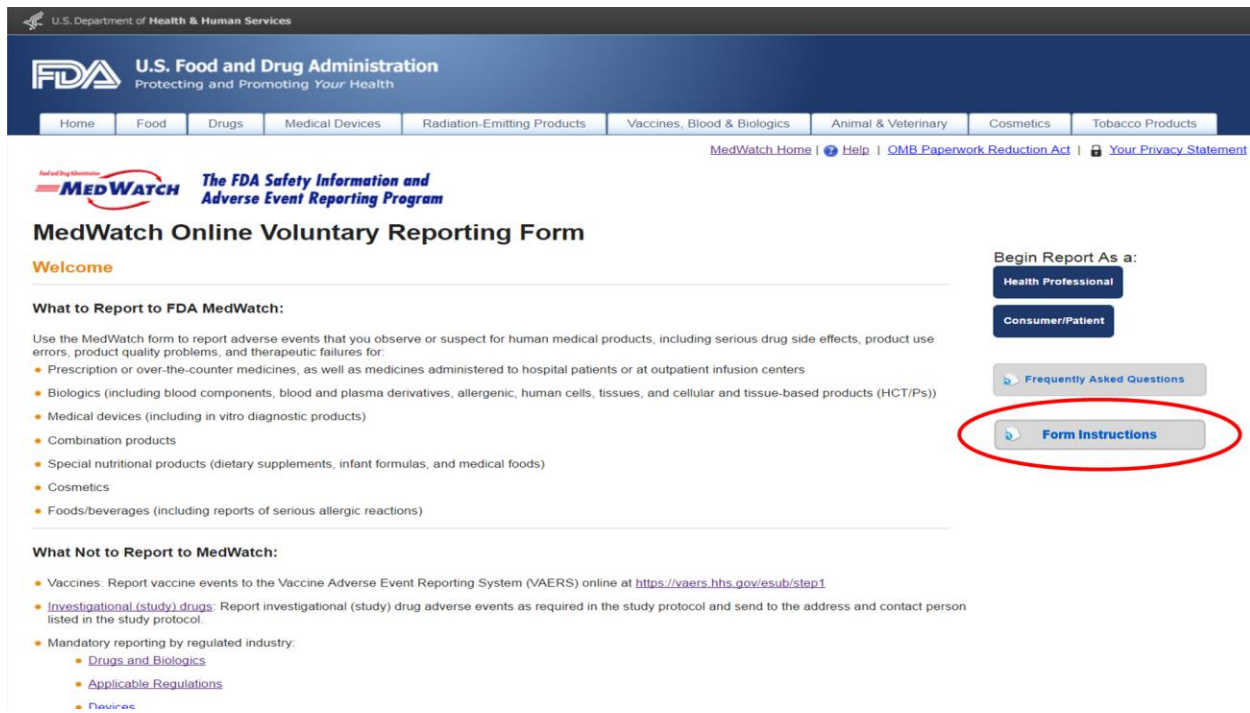 U.S. Department of Health & Human Services
FDA
U.S. Food and Drug Administration
Protecting and Promoting Your Health
Home Food Drugs Medical Devices Radiation-Emitting Products Vaccines, Blood & Biologics Animal & Veterinary Cosmetics Tobacco Products
MedWatch Home | Help | OMB Paperwork Reduction Act | Your Privacy Statement
Food and Drug Administration
MEDWATCH
The FDA Safety Information and
Adverse Event Reporting Program
MedWatch Online Voluntary Reporting Form
Welcome
Begin Report As a:
Health Professional
Consumer/Patient
Frequently Asked Questions
Form Instructions
What to Report to FDA MedWatch:
Use the MedWatch form to report adverse events that you observe or suspect for human medical products, including serious drug side effects, product use
errors, product quality problems, and therapeutic failures for:
• Prescription or over-the-counter medicines, as well as medicines administered to hospital patients or at outpatient infusion centers
• Biologics (including blood components, blood and plasma derivatives, allergenic, human cells, tissues, and cellular and tissue-based products (HCT/Ps))
• Medical devices (including in vitro diagnostic products)
• Combination products
• Special nutritional products (dietary supplements, infant formulas, and medical foods)
• Cosmetics
• Foods/beverages (including reports of serious allergic reactions)
What Not to Report to MedWatch:
• Vaccines: Report vaccine events to the Vaccine Adverse Event Reporting System (VAERS) online at https://vaers.hhs.gov/esub/step1
• Investigational (study) drugs: Report investigational (study) drug adverse events as required in the study protocol and send to the address and contact person
listed in the study protocol.
• Mandatory reporting by regulated industry:
• Drugs and Biologics
• Applicable Regulations
• Devices